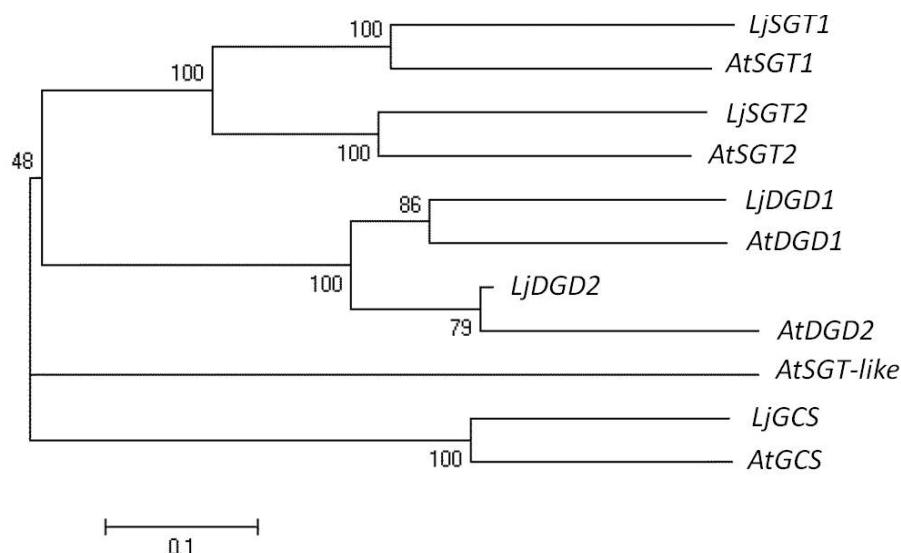 100 LjSGT1
100 AtSGT1
LjSGT2
48 100 AtSGT2
86 LjDGD1
AtDGD1
100 LjDGD2
79 AtDGD2
AtSGT-like
LjGCS
100 AtGCS
0.1